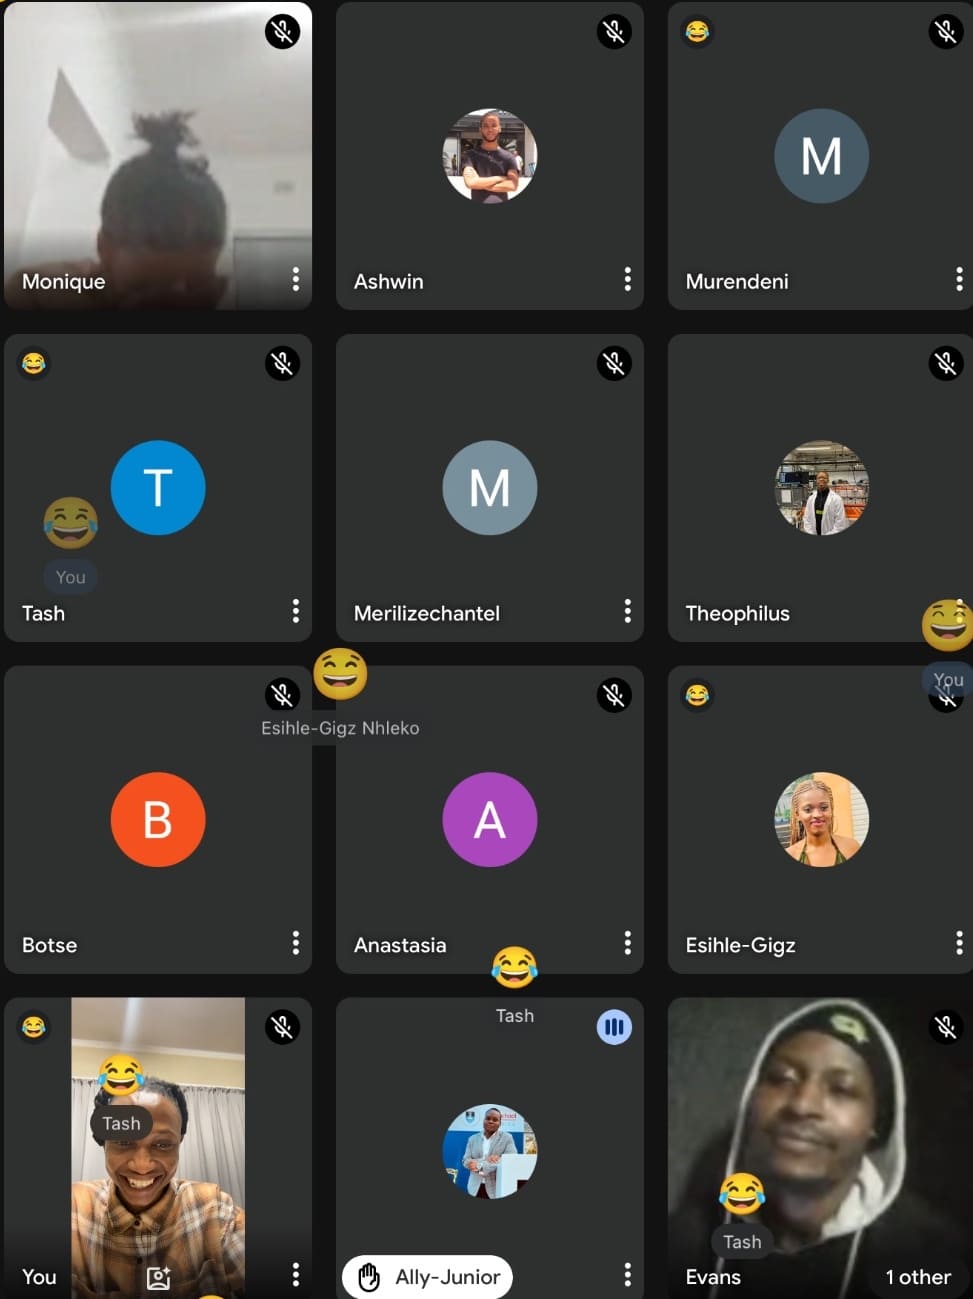 Monique
Ashwin
M
Murendeni
T
You
Tash
M
Merilizechantel
Theophilus
You
Esihle-Gigz Nhleko
B
Botse
A
Anastasia
Esihle-Gigz
Tash
Tash
You
Ally-Junior
Tash
Evans
1 other